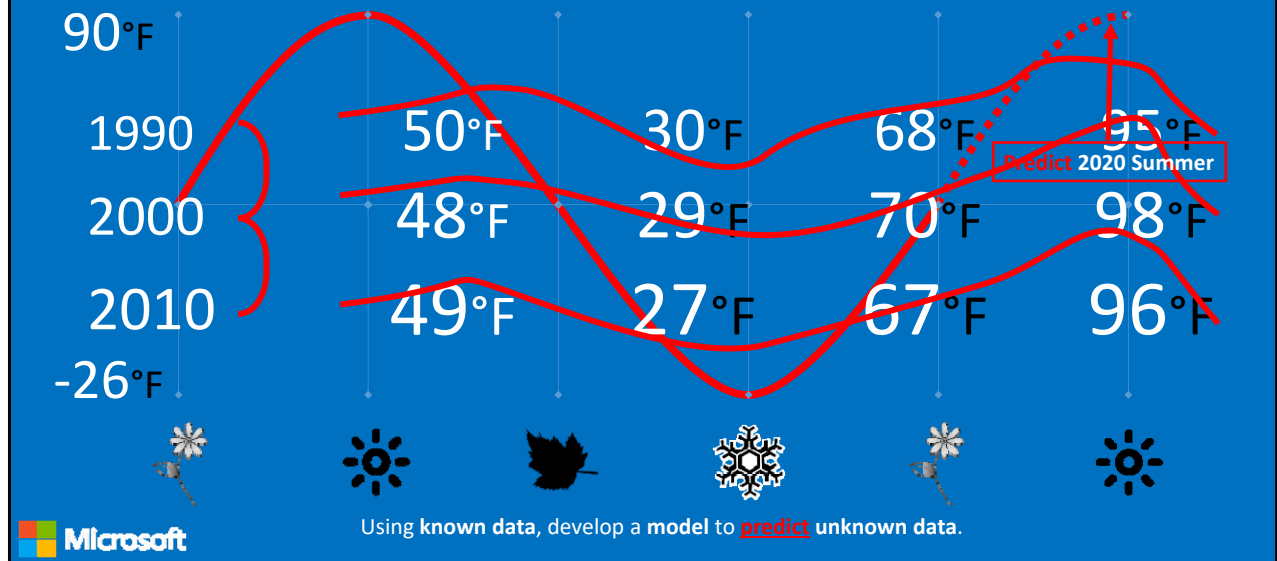 90°F
1990 50°F 30°F 68°F 95°F
Predict 2020 Summer
2000 48°F 29°F 70°F 98°F
2010 49°F 27°F 67°F 96°F
-26°F
Microsoft
Using known data, develop a model to predict unknown data.